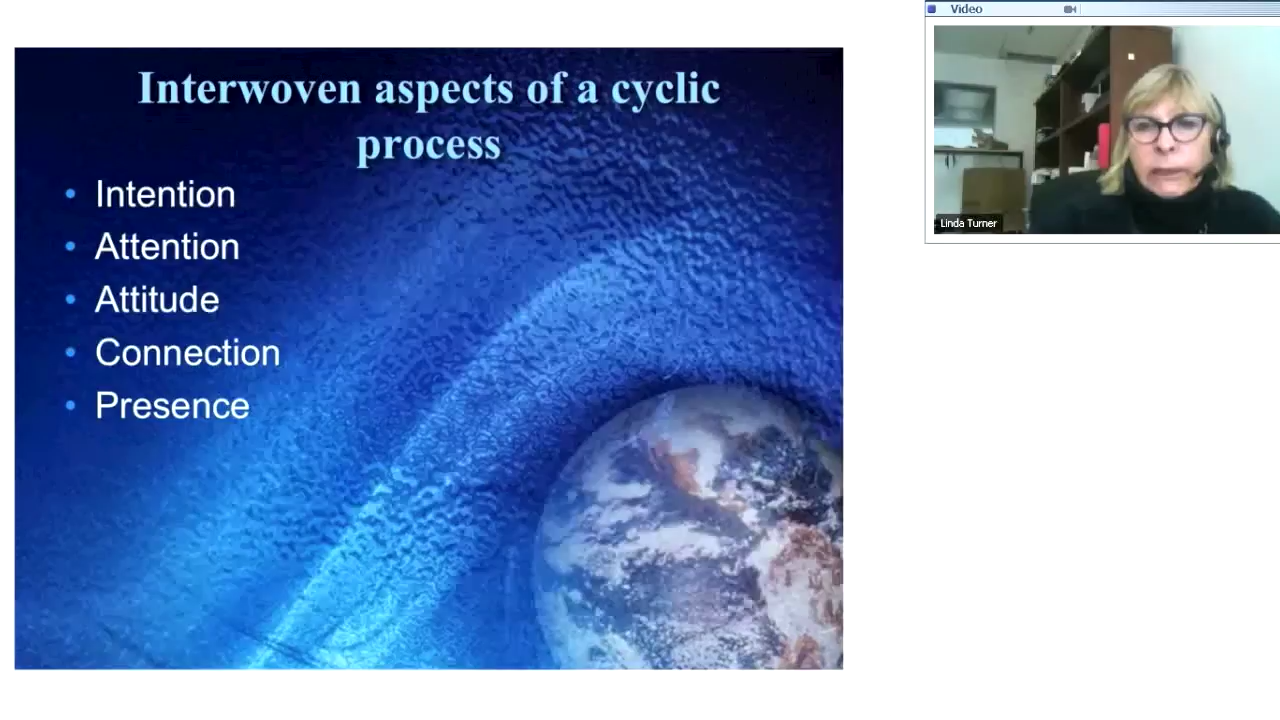 Interwoven aspects of a cyclic
process
• Intention
• Attention
• Attitude
• Connection
• Presence
Video
Linda Turner